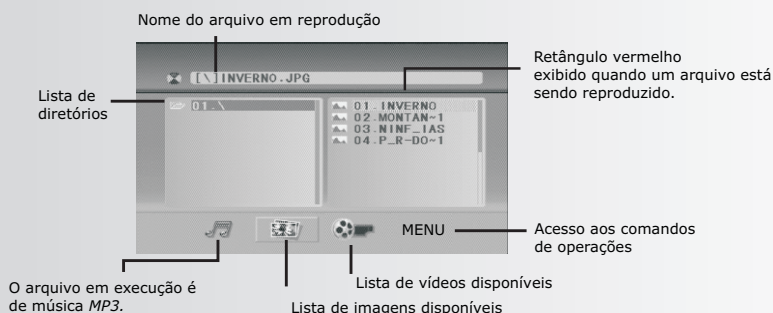 Nome do arquivo em reprodução
[\]INVERNO.JPG
Retângulo vermelho
exibido quando um arquivo está
sendo reproduzido.
Lista de
diretórios
01.\
01.INVERNO
02.MONTAN~1
03.NINF_IAS
04.P_R-DO~1
MENU
Acesso aos comandos
de operações
Lista de vídeos disponíveis
O arquivo em execução é
de música MP3.
Lista de imagens disponíveis